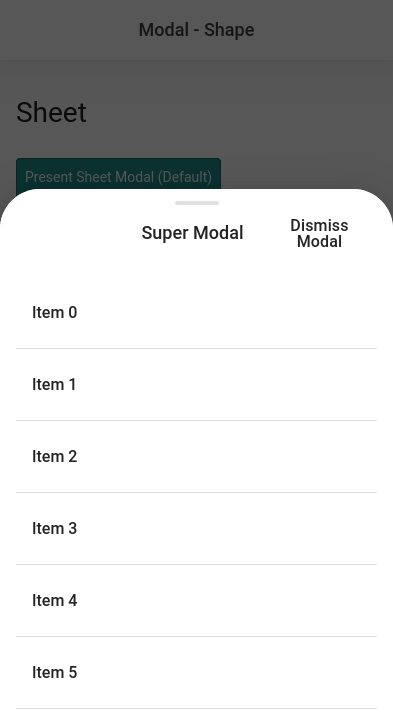 Modal - Shape
Sheet
Present Sheet Modal (Default)
Super Modal
Dismiss
Modal
Item 0
Item 1
Item 2
Item 3
Item 4
Item 5